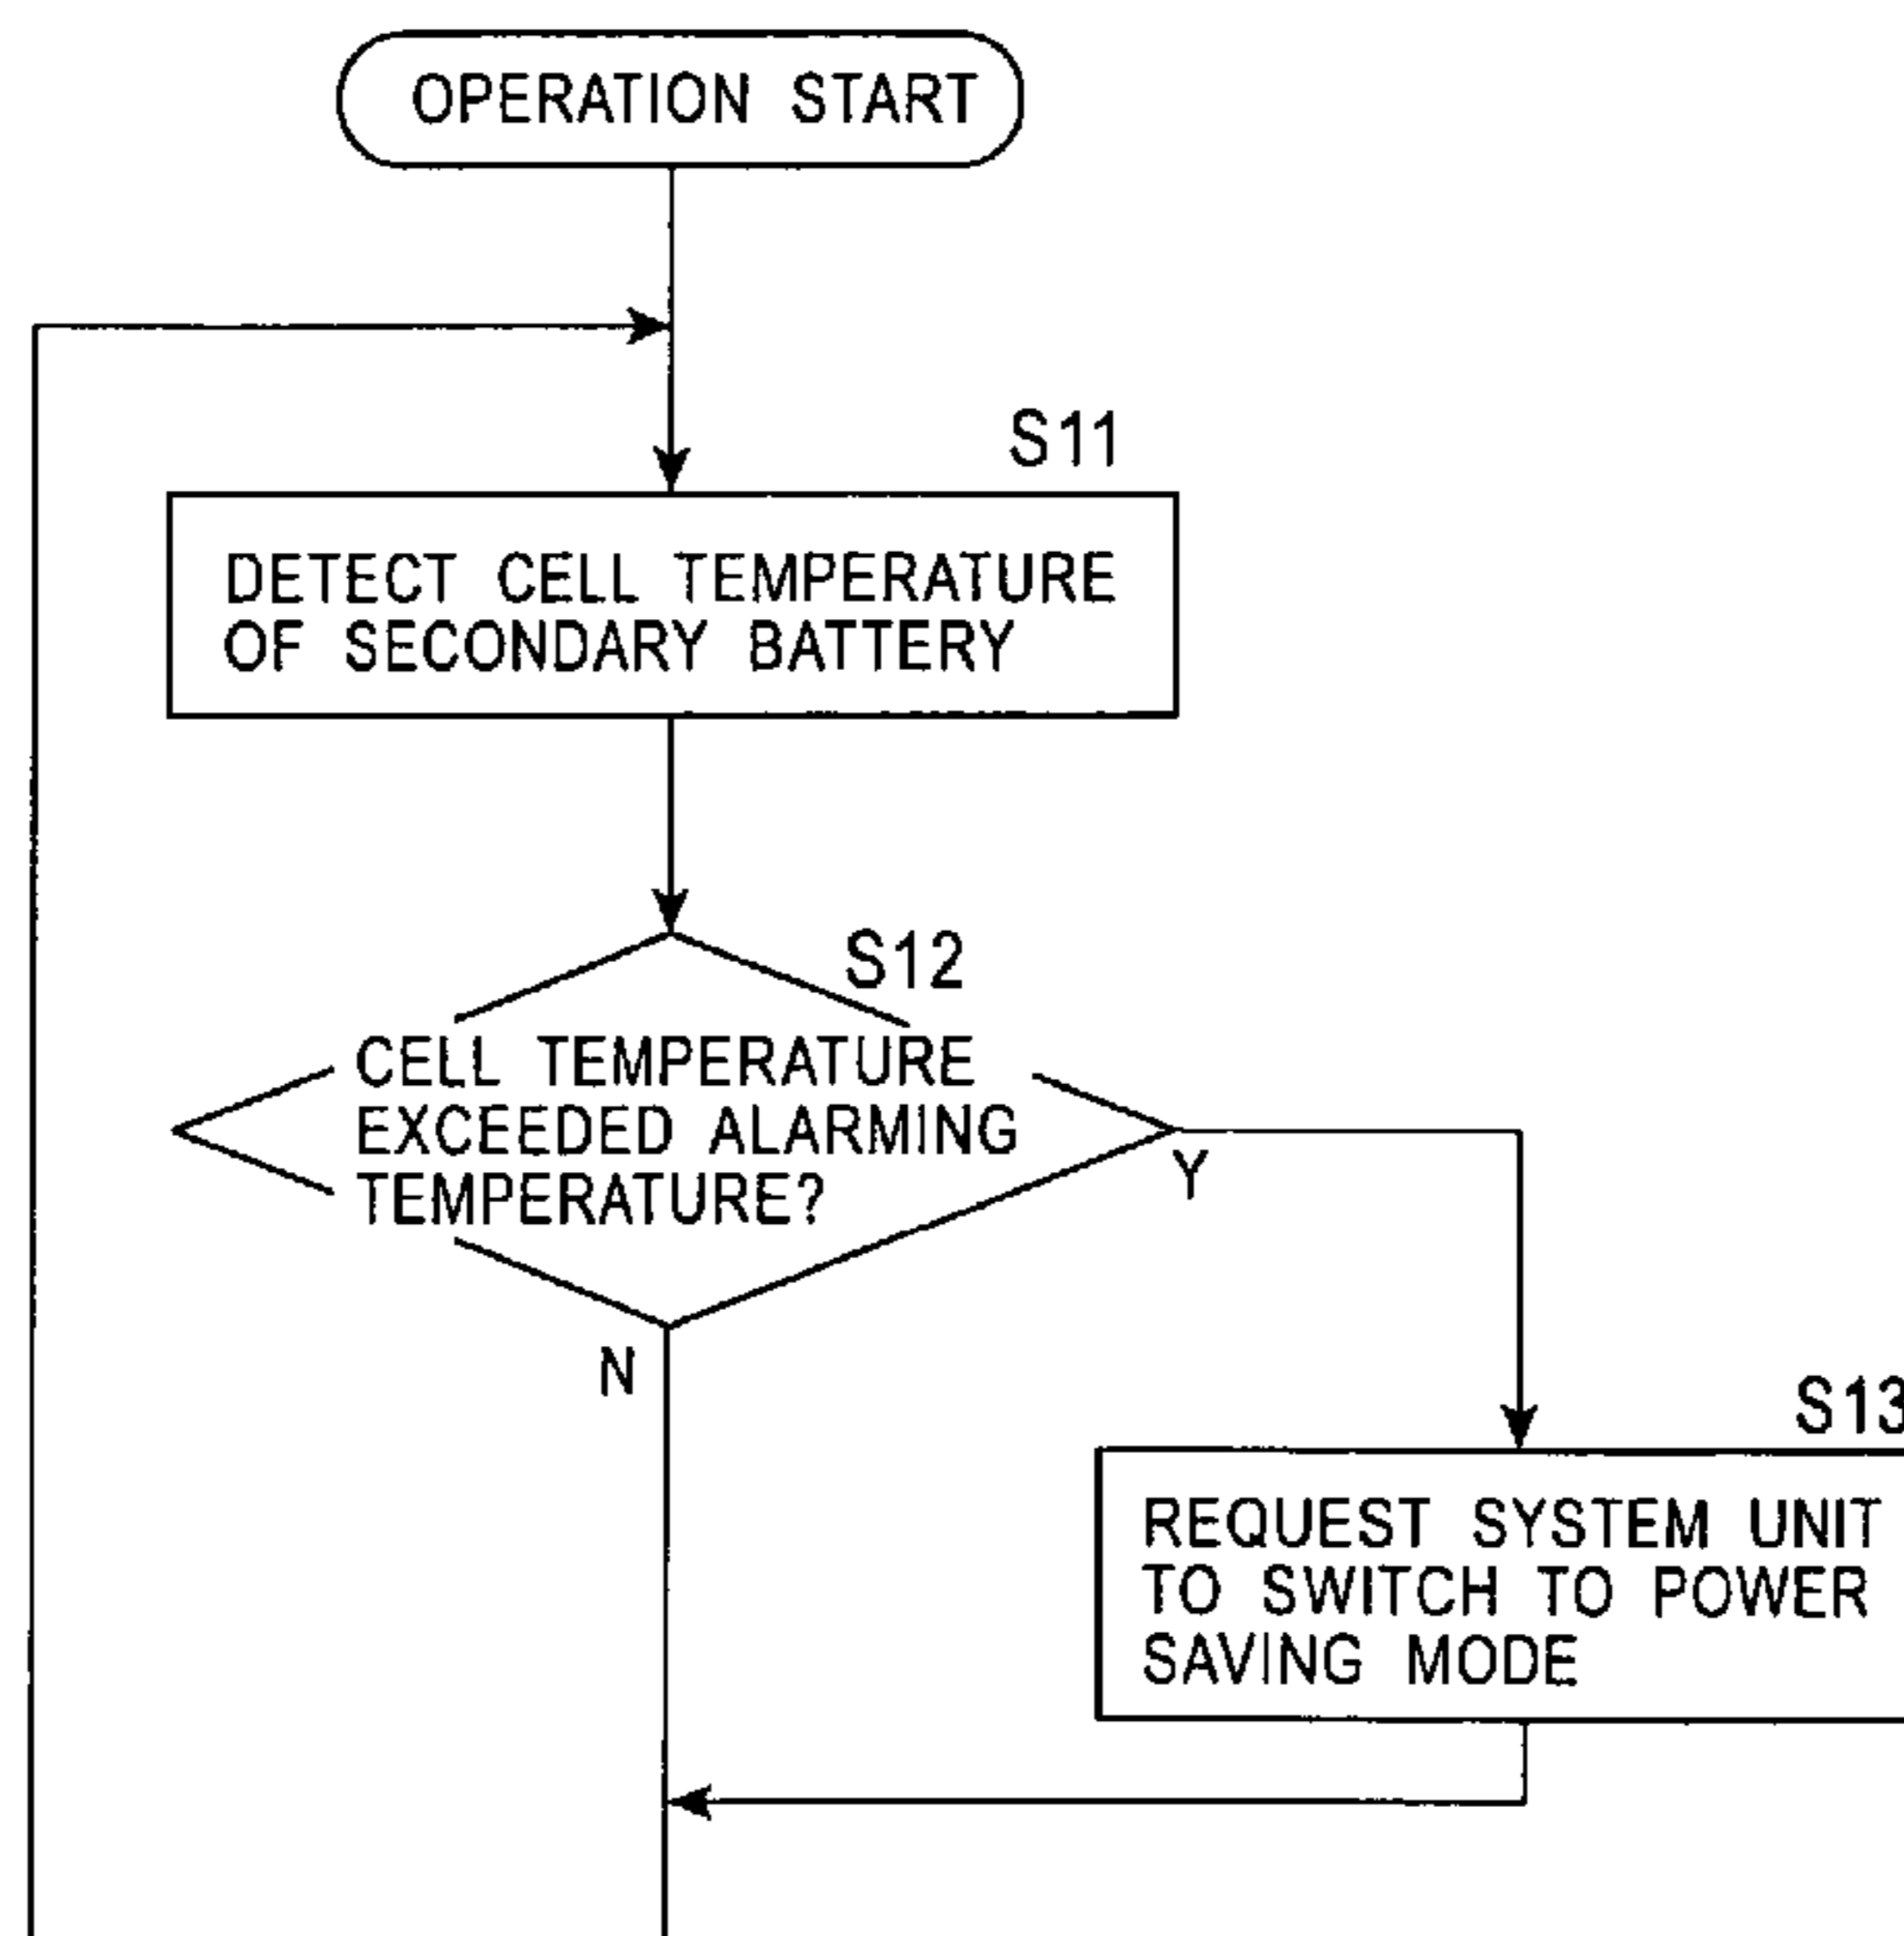 OPERATION START
S11
DETECT CELL TEMPERATURE
OF SECONDARY BATTERY
S12
CELL TEMPERATURE
EXCEEDED ALARMING
TEMPERATURE?
Y
N
S13
REQUEST SYSTEM UNIT
TO SWITCH TO POWER
SAVING MODE